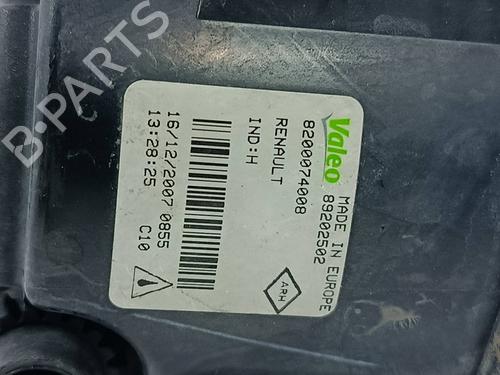 B-PARTS
Valeo
MADE IN EUROPE
89202502
8200074008
RENAULT
IND:H
ARH
16/12/2007 0855
13:28:25
C10